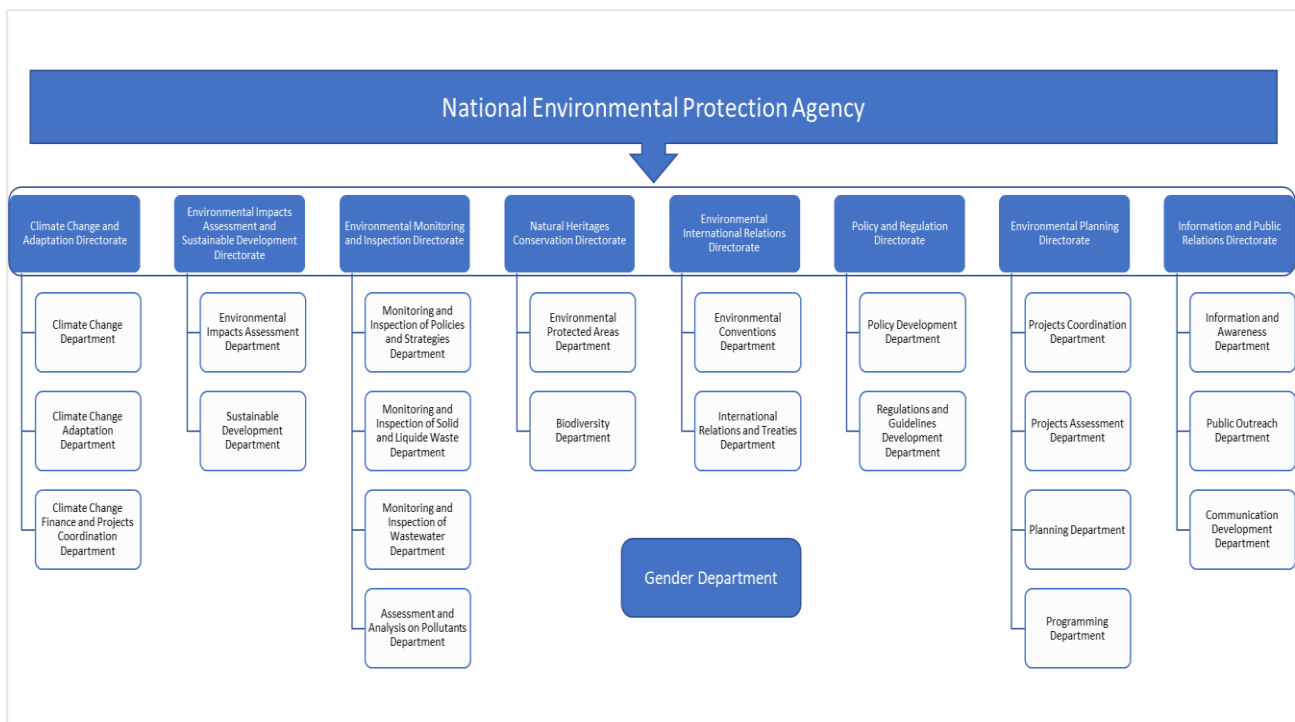 National Environmental Protection Agency
Climate Change and
Adaptation Directorate
Environmental Impacts
Assessment and
Sustainable Development
Directorate
Environmental Monitoring
and Inspection Directorate
Natural Heritages
Conservation Directorate
Environmental
International Relations
Directorate
Policy and Regulation
Directorate
Environmental Planning
Directorate
Information and Public
Relations Directorate
Climate Change
Department
Climate Change
Adaptation
Department
Climate Change
Finance and Projects
Coordination
Department
Environmental
Impacts Assessment
Department
Sustainable
Development
Department
Monitoring and
Inspection of Policies
and Strategies
Department
Monitoring and
Inspection of Solid
and Liquide Waste
Department
Monitoring and
Inspection of
Wastewater
Department
Assessment and
Analysis on Pollutants
Department
Environmental
Protected Areas
Department
Biodiversity
Department
Environmental
Conventions
Department
International
Relations and Treaties
Department
Policy Development
Department
Regulations and
Guidelines
Development
Department
Projects Coordination
Department
Projects Assessment
Department
Planning Department
Programming
Department
Information and
Awareness
Department
Public Outreach
Department
Communication
Development
Department
Gender Department